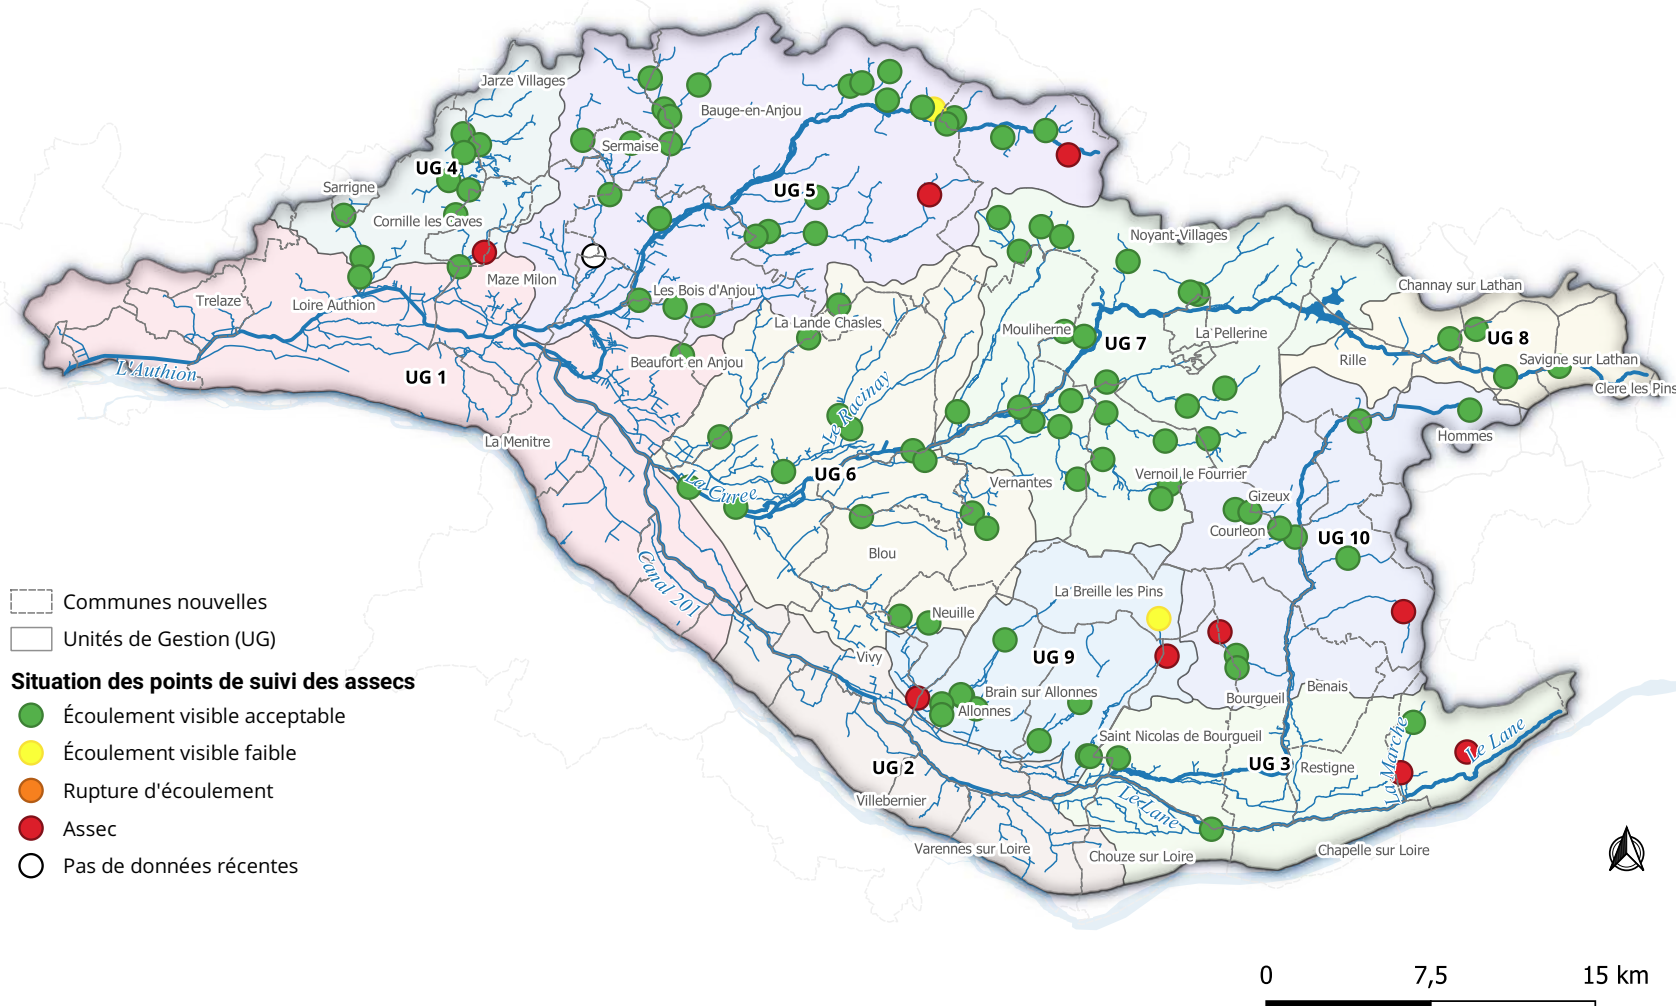 Jarze Villages
Bauge-en-Anjou
Sermaise
UG 4
Sarrigne
UG 5
Cornille les Caves
Noyant-Villages
Maze Milon
Les Bois d'Anjou
Channay sur Lathan
Trelaze
Loire Authion
La Lande Chasles
Mouliherne
La Pellerine
UG 7
UG 8
Beaufort en Anjou
Rille
Savigne sur Lathan
L'Authion
UG 1
Clere les Pins
Le Racinay
La Menitre
Hommes
UG 6
Vernantes
Vernoil le Fourrier
La Curee
Gizeux
Courleon
UG 10
Blou
Canal 201
La Breille les Pins
Neuille
Vivy
UG 9
Brain sur Allonnes
Allonnes
Bourgueil
Benais
Saint Nicolas de Bourgueil
La Marche
Le Lane
UG 2
UG 3
Restigne
Villebernier
Le Lane
Varennes sur Loire
Chouze sur Loire
Chapelle sur Loire
Communes nouvelles
Unités de Gestion (UG)
Situation des points de suivi des assecs
Écoulement visible acceptable
Écoulement visible faible
Rupture d'écoulement
Assec
Pas de données récentes
0 7,5 15 km